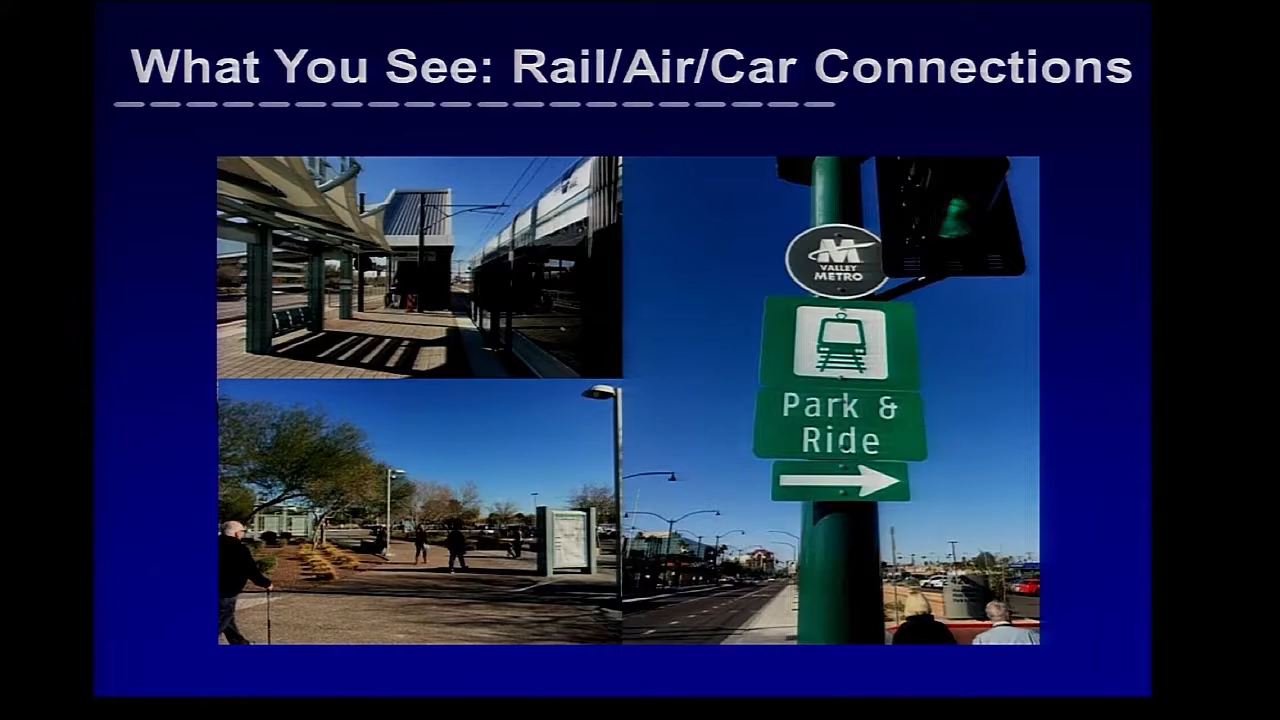 What You See: Rail/Air/Car Connections
M
VALLEY
METRO
Park &
Ride